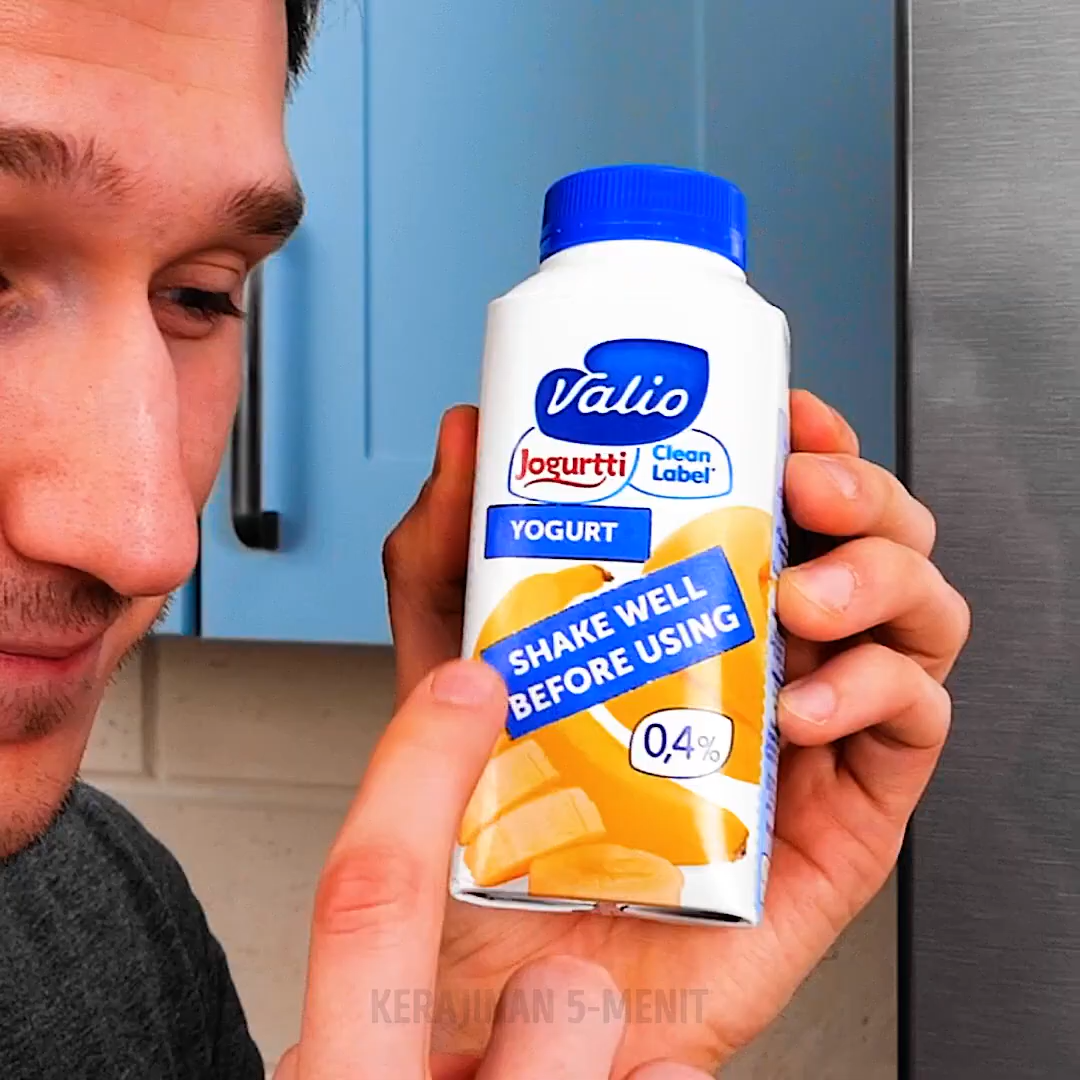 Valio
Jogurtti
Clean
Label*
YOGURT
SHAKE WELL
BEFORE USING
0,4%
KERAJINAN 5-MENIT